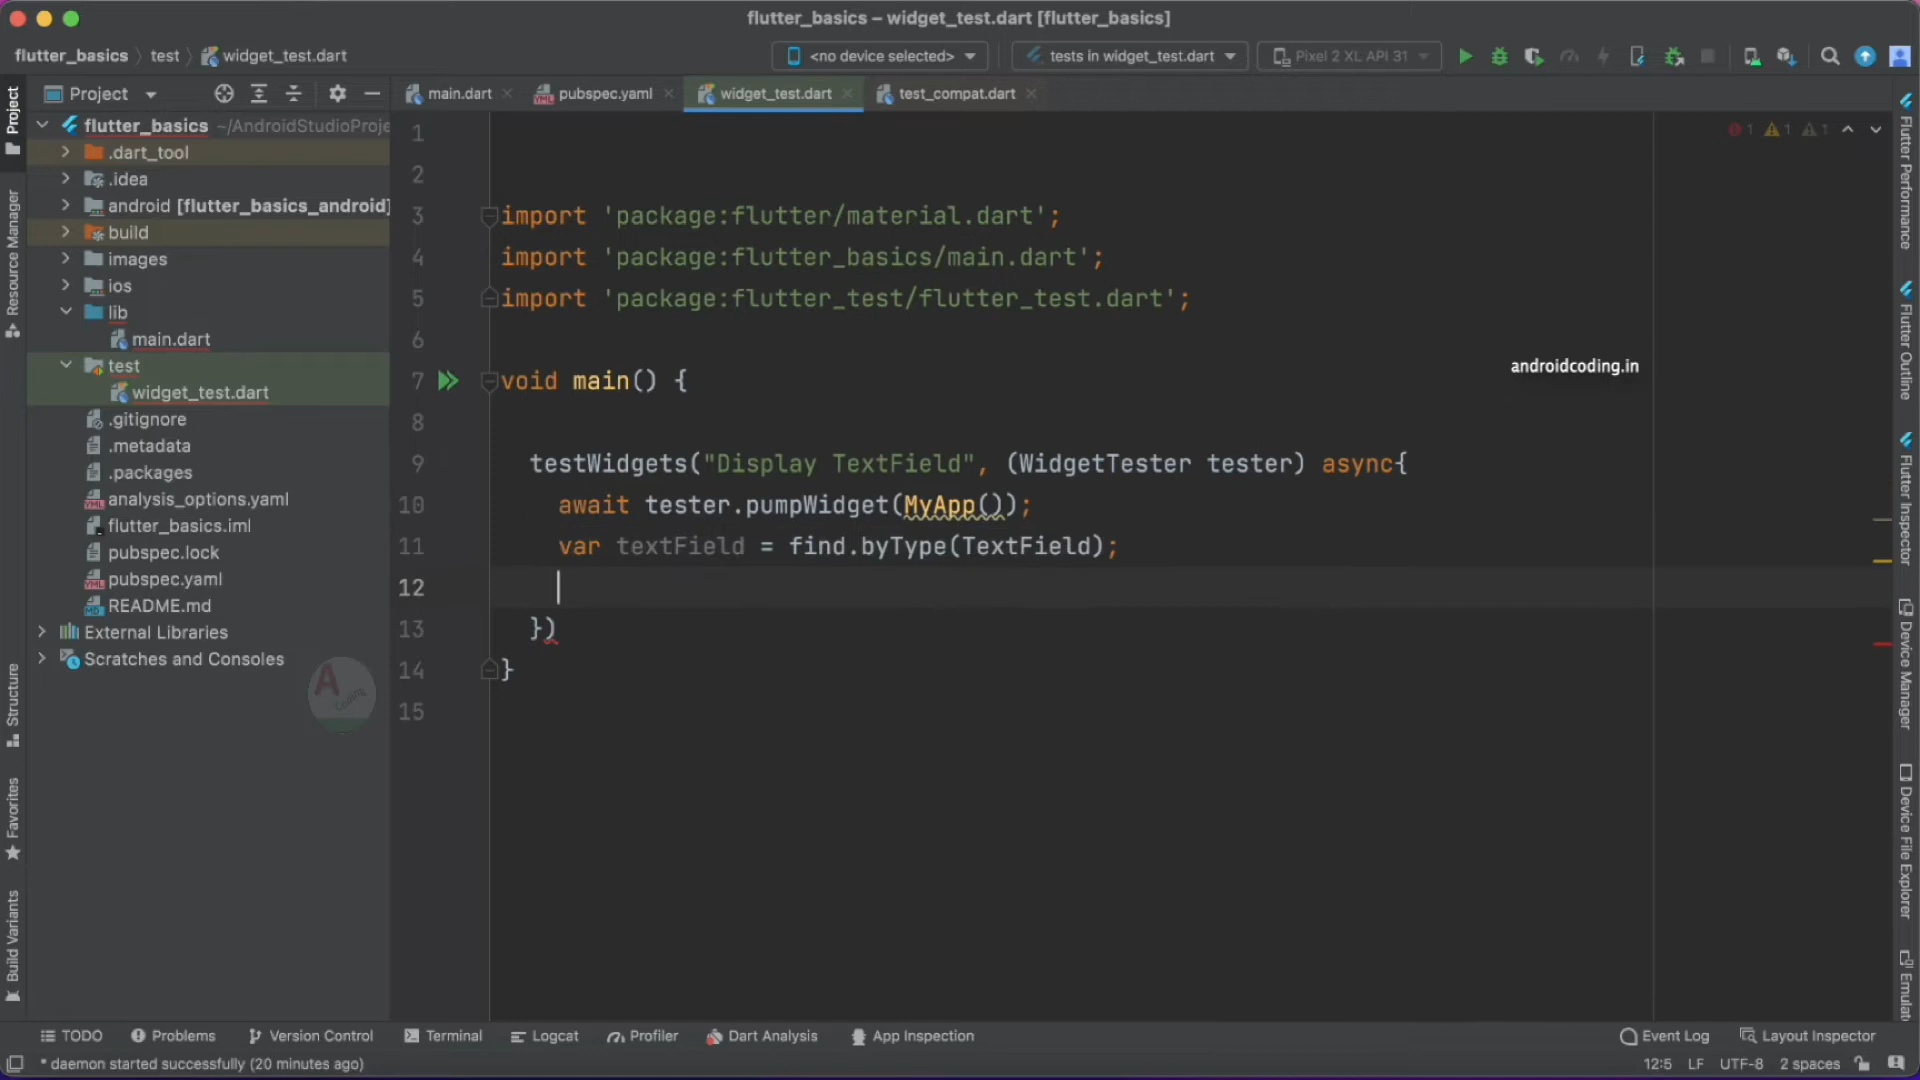 flutter_basics – widget_test.dart [flutter_basics]
flutter_basics test widget_test.dart
<no device selected> tests in widget_test.dart Pixel 2 XL API 31
Project
main.dart pubspec.yaml widget_test.dart test_compat.dart
flutter_basics ~/AndroidStudioProje
.dart_tool
.idea
android [flutter_basics_android]
build
images
ios
lib
main.dart
test
widget_test.dart
.gitignore
.metadata
.packages
analysis_options.yaml
flutter_basics.iml
pubspec.lock
pubspec.yaml
README.md
External Libraries
Scratches and Consoles
A
Coding
Project
Resource Manager
Structure
Favorites
Build Variants
1
2
3 import 'package:flutter/material.dart';
4 import 'package:flutter_basics/main.dart';
5 import 'package:flutter_test/flutter_test.dart';
6
7 void main() {
8
9 testWidgets("Display TextField", (WidgetTester tester) async{
10 await tester.pumpWidget(MyApp());
11 var textField = find.byType(TextField);
12
13 })
14 }
15
1 1 1
androidcoding.in
Flutter Performance
Flutter Outline
Flutter Inspector
Device Manager
Device File Explorer
Emulat
TODO Problems Version Control Terminal Logcat Profiler Dart Analysis App Inspection Event Log Layout Inspector
* daemon started successfully (20 minutes ago) 12:5 LF UTF-8 2 spaces